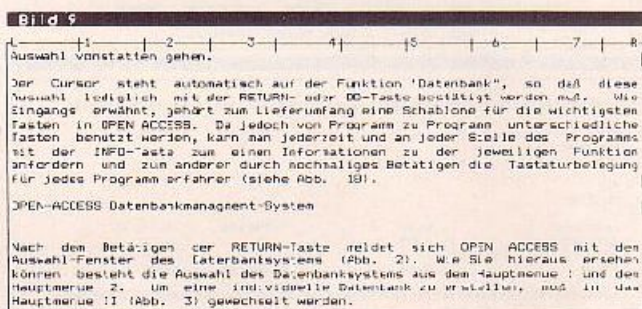 Bild 9
L------+1------+--2----+---3---+----4|------+5------+--6----+---7---+----R
Auswahl vonstatten gehen.
Der Cursor steht automatisch auf der Funktion "Datenbank", so daß diese
Auswahl lediglich mit der RETURN- oder DO-Taste bestätigt werden muß. Wie
Eingangs erwähnt, gehört zum Lieferumfang eine Schablone für die wichtigsten
Tasten in OPEN ACCESS. Da jedoch von Programm zu Programm unterschiedliche
Tasten benutzt werden, kann man jederzeit und an jeder Stelle des Programms
mit der INFO-Taste zum einen Informationen zu der jeweiligen Funktion
anfordern und zum anderer durch nochmaliges Betätigen die Tastaturbelegung
für jedes Programm erfahrer (siehe Abb. 10).
OPEN-ACCESS Datenbankmanagment-System
Nach dem Betätigen der RETURN-Taste meldet sich OPEN ACCESS mit dem
Auswahl-Fenster des Datenbanksystems (Abb. 2). Wie Sie hieraus ersehen
können besteht die Auswahl des Datenbanksystems aus dem Hauptmenue 1 und den
Hauptmenue 2. Um eine individuelle Datenbank zu erstellen, muß in das
Hauptmenue II (Abb. 3) gewechselt werden.